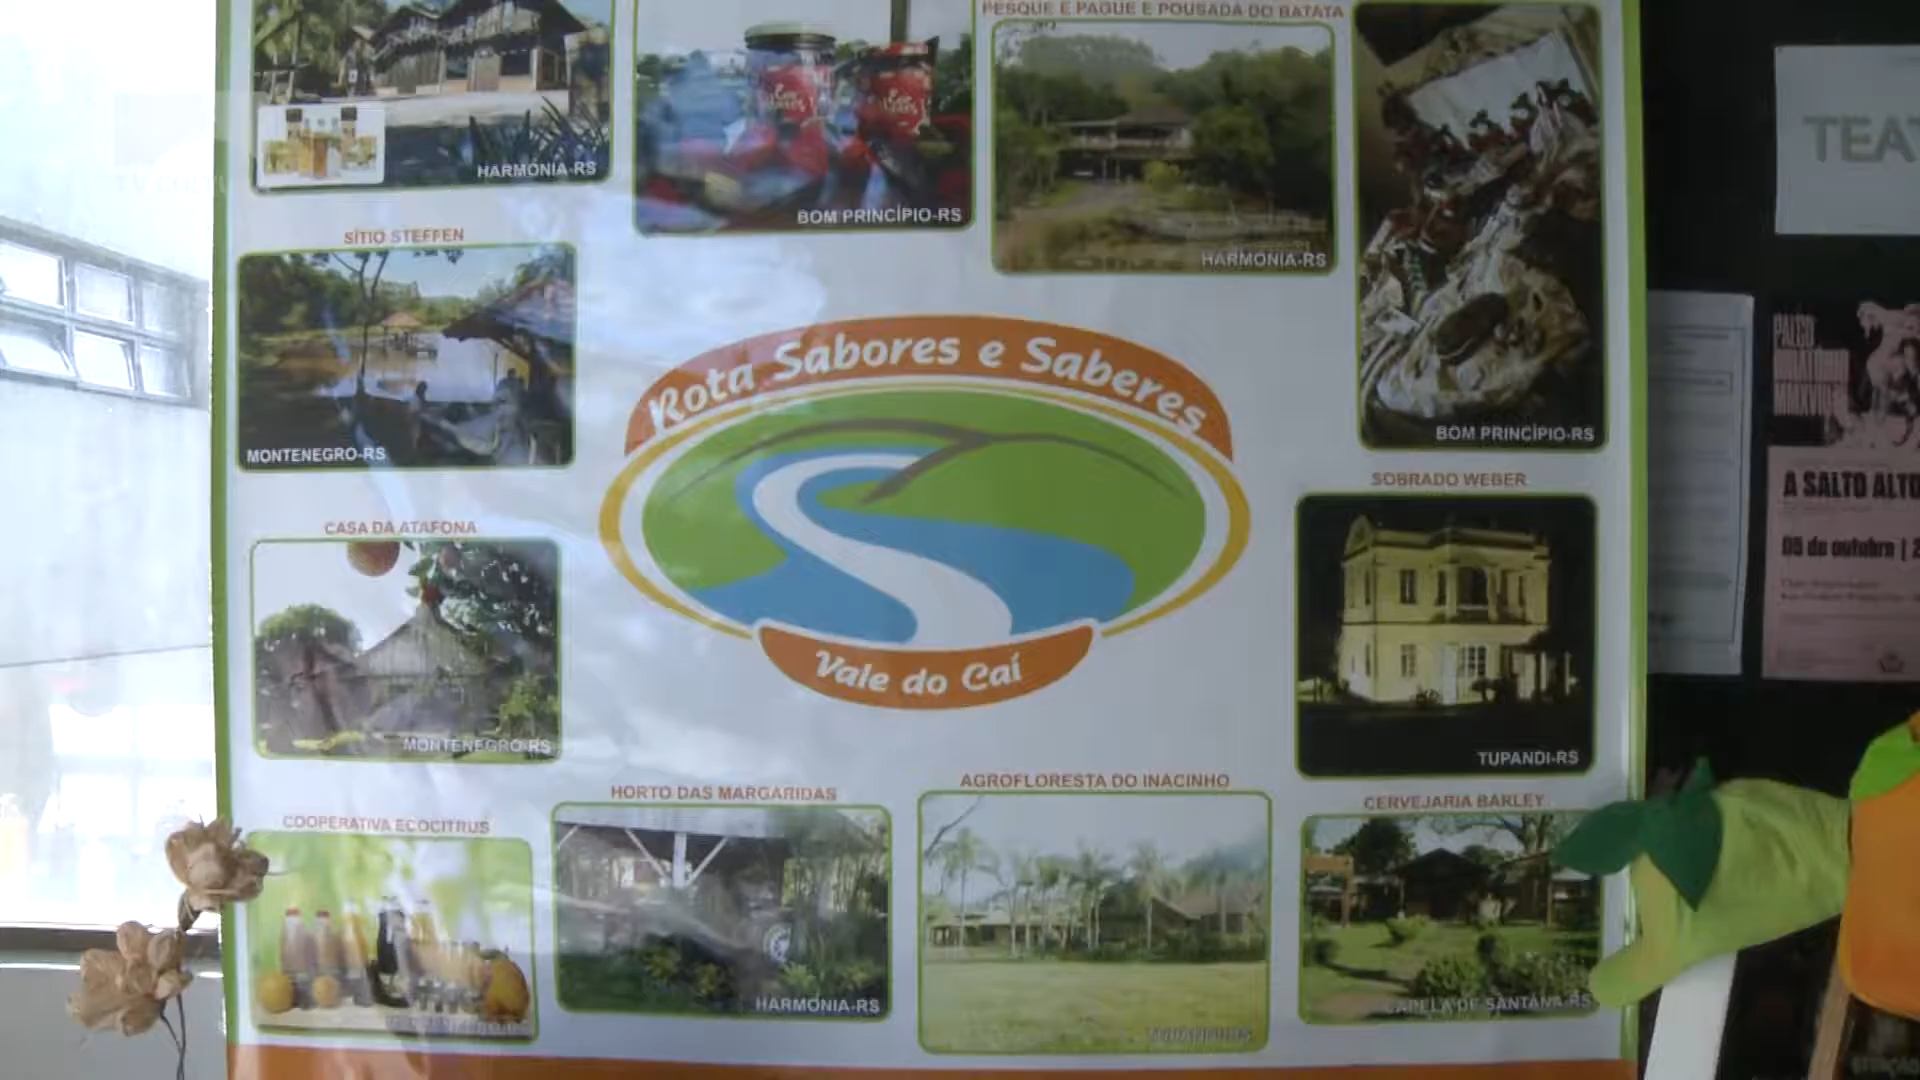 PESQUE E PAGUE E POUSADA DO BATATA
HARMONIA-RS
BOM PRINCÍPIO-RS
HARMONIA-RS
BOM PRINCÍPIO-RS
SÍTIO STEFFEN
MONTENEGRO-RS
Rota Sabores e Saberes
Vale do Caí
SOBRADO WEBER
TUPANDI-RS
CASA DA ATAFONA
MONTENEGRO-RS
COOPERATIVA ECOCITRUS
HORTO DAS MARGARIDAS
HARMONIA-RS
AGROFLORESTA DO INACINHO
CERVEJARIA BARLEY
CAPELA DE SANTANA-RS
TEAT
PALCO
A SALTO ALTO
05 de outubro | 2